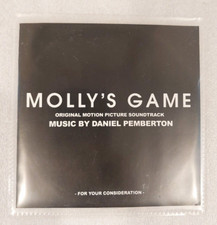 MOLLY'S GAME
ORIGINAL MOTION PICTURE SOUNDTRACK
MUSIC BY DANIEL PEMBERTON
- FOR YOUR CONSIDERATION -